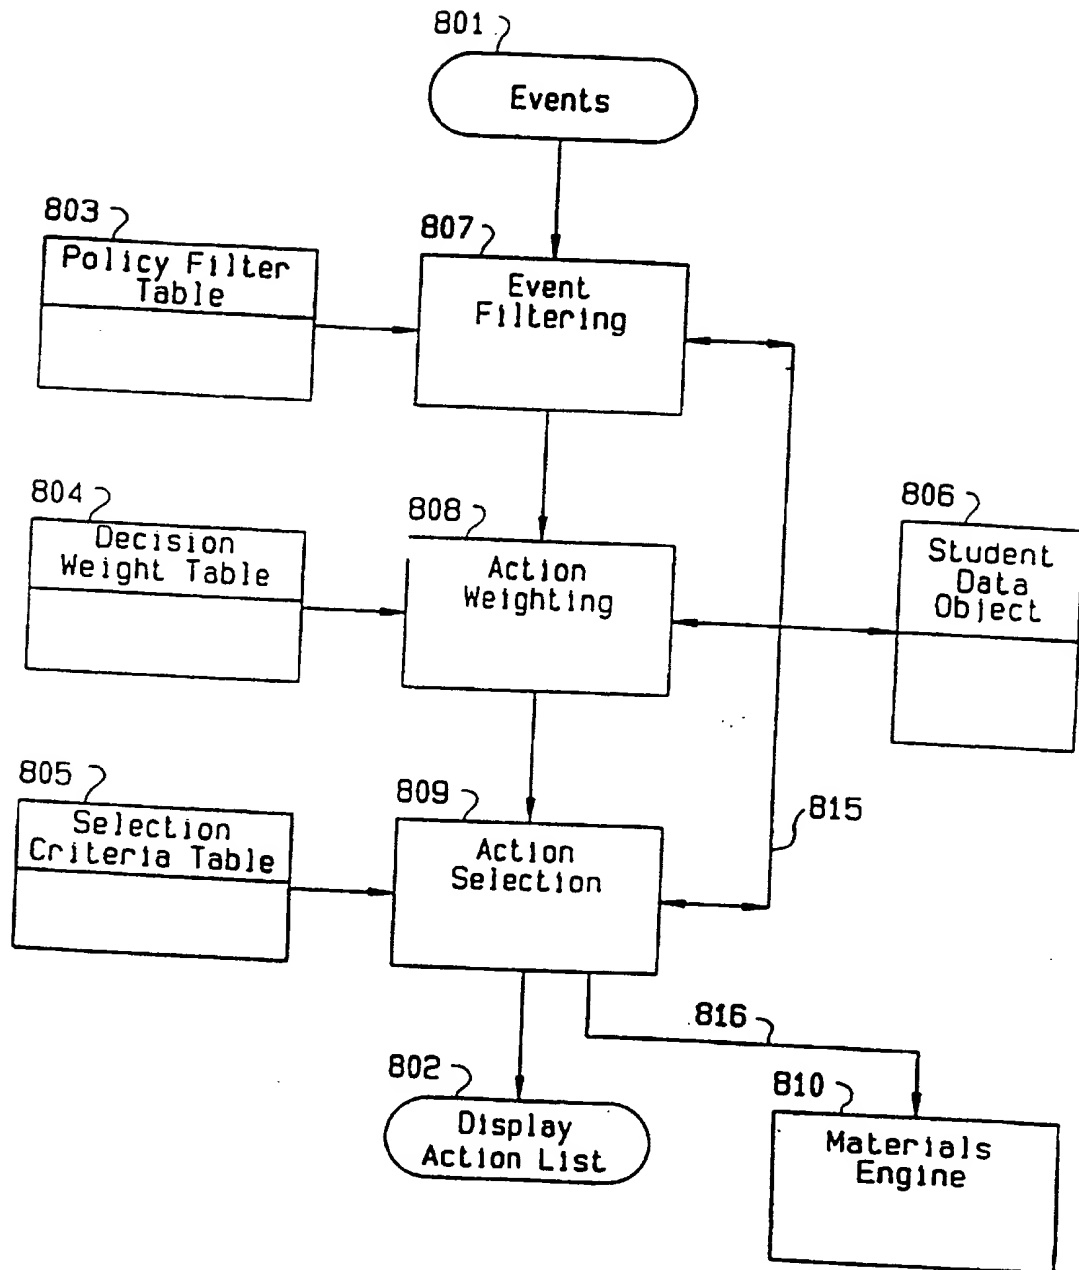 801
Events
803
Policy Filter
Table
807
Event
Filtering
804
Decision
Weight Table
808
Action
Weighting
806
Student
Data
Object
805
Selection
Criteria Table
809
Action
Selection
815
816
802
Display
Action List
810
Materials
Engine